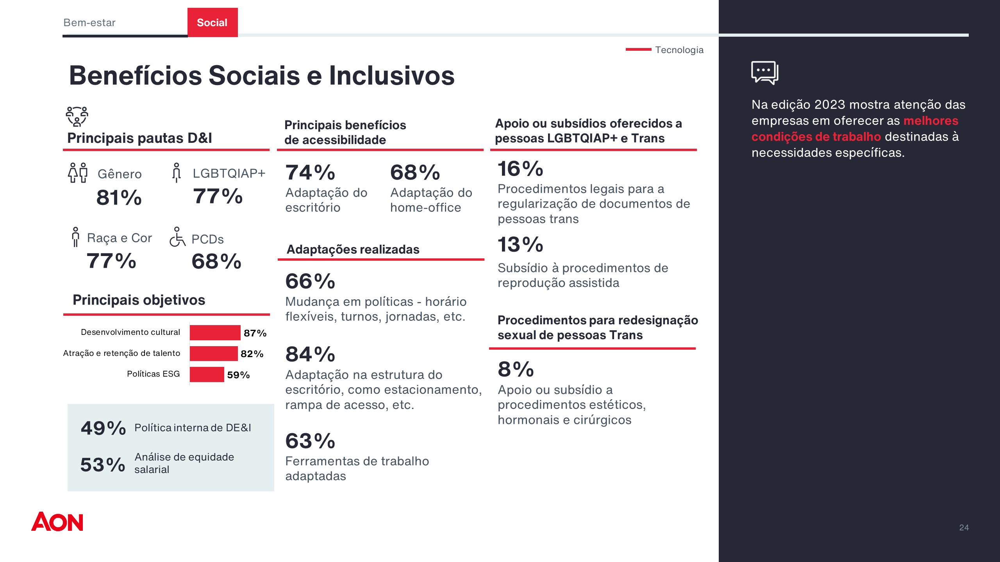 Bem-estar
Social
Tecnologia
Benefícios Sociais e Inclusivos
Principais pautas D&I
Gênero
81%
LGBTQIAP+
77%
Raça e Cor
77%
PCDs
68%
Principais objetivos
Desenvolvimento cultural 87%
Atração e retenção de talento 82%
Políticas ESG 59%
49% Política interna de DE&I
53% Análise de equidade
salarial
Principais benefícios
de acessibilidade
74%
Adaptação do
escritório
68%
Adaptação do
home-office
Adaptações realizadas
66%
Mudança em políticas - horário
flexíveis, turnos, jornadas, etc.
84%
Adaptação na estrutura do
escritório, como estacionamento,
rampa de acesso, etc.
63%
Ferramentas de trabalho
adaptadas
Apoio ou subsídios oferecidos a
pessoas LGBTQIAP+ e Trans
16%
Procedimentos legais para a
regularização de documentos de
pessoas trans
13%
Subsídio à procedimentos de
reprodução assistida
Procedimentos para redesignação
sexual de pessoas Trans
8%
Apoio ou subsídio a
procedimentos estéticos,
hormonais e cirúrgicos
Na edição 2023 mostra atenção das
empresas em oferecer as melhores
condições de trabalho destinadas à
necessidades específicas.
AON
24